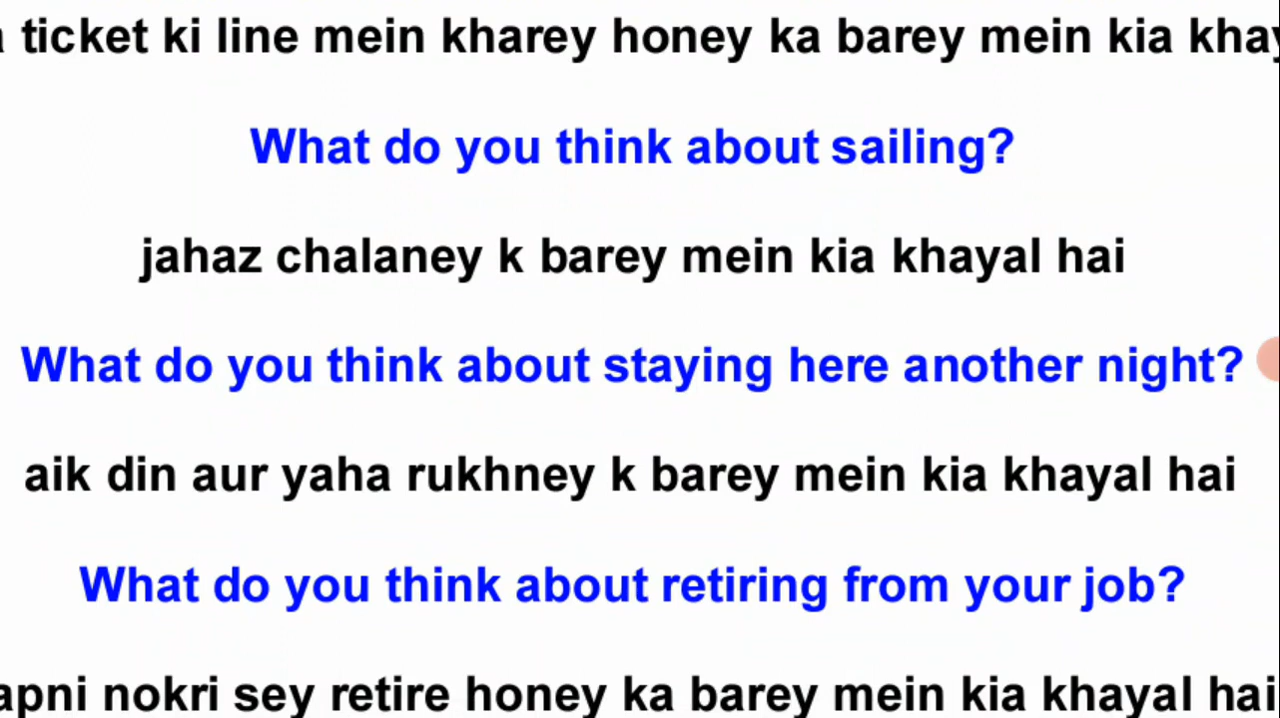 ticket ki line mein kharey honey ka barey mein kia
What do you think about sailing?
jahaz chalaney k barey mein kia khayal hai
What do you think about staying here another night?
aik din aur yaha rukhney k barey mein kia khayal hai
What do you think about retiring from your job?
apni nokri sey retire honey ka barey mein kia khayal hai